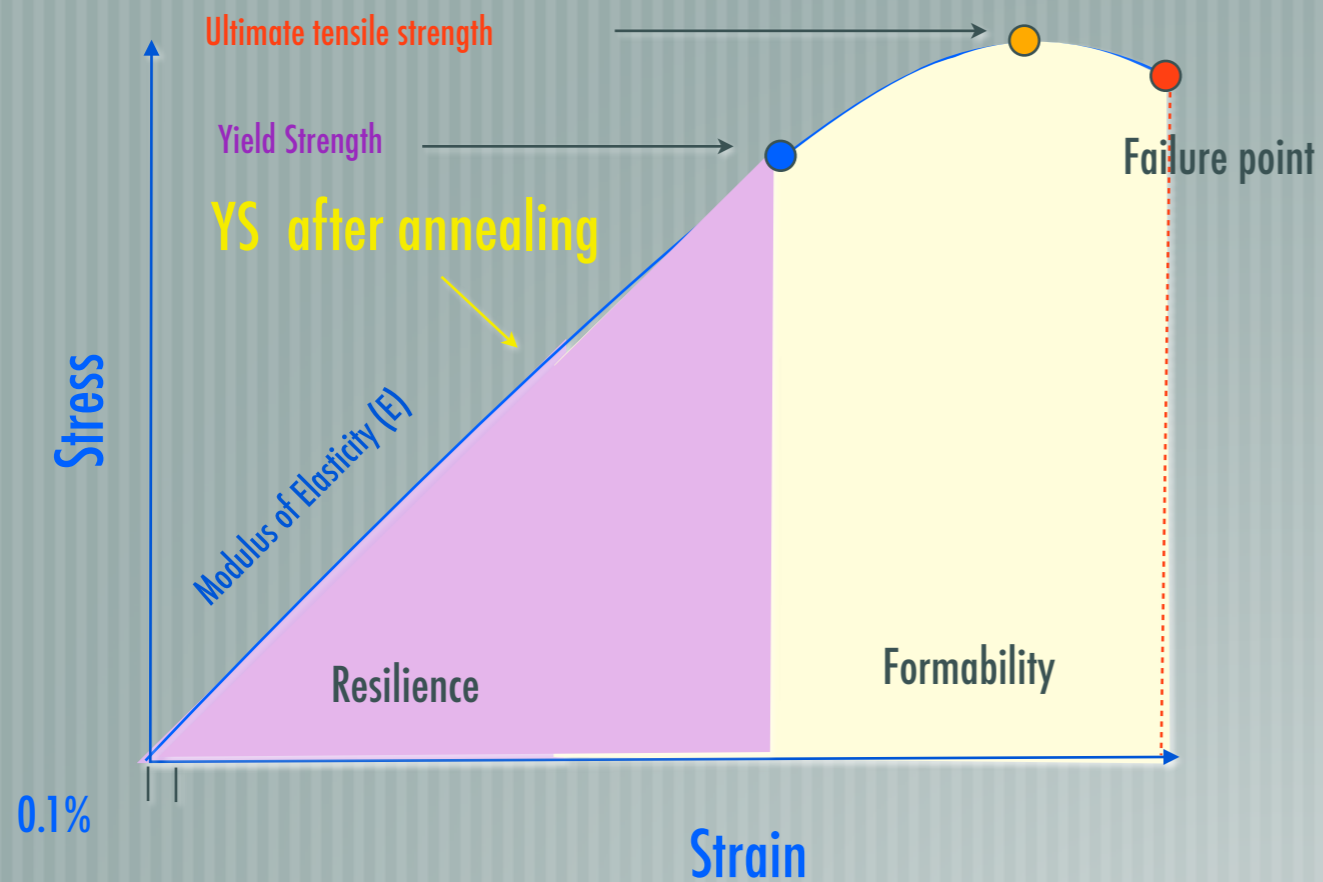 Ultimate tensile strength
Yield Strength
Failure point
YS after annealing
Stress
Modulus of Elasticity (E)
Resilience
Formability
0.1%
Strain